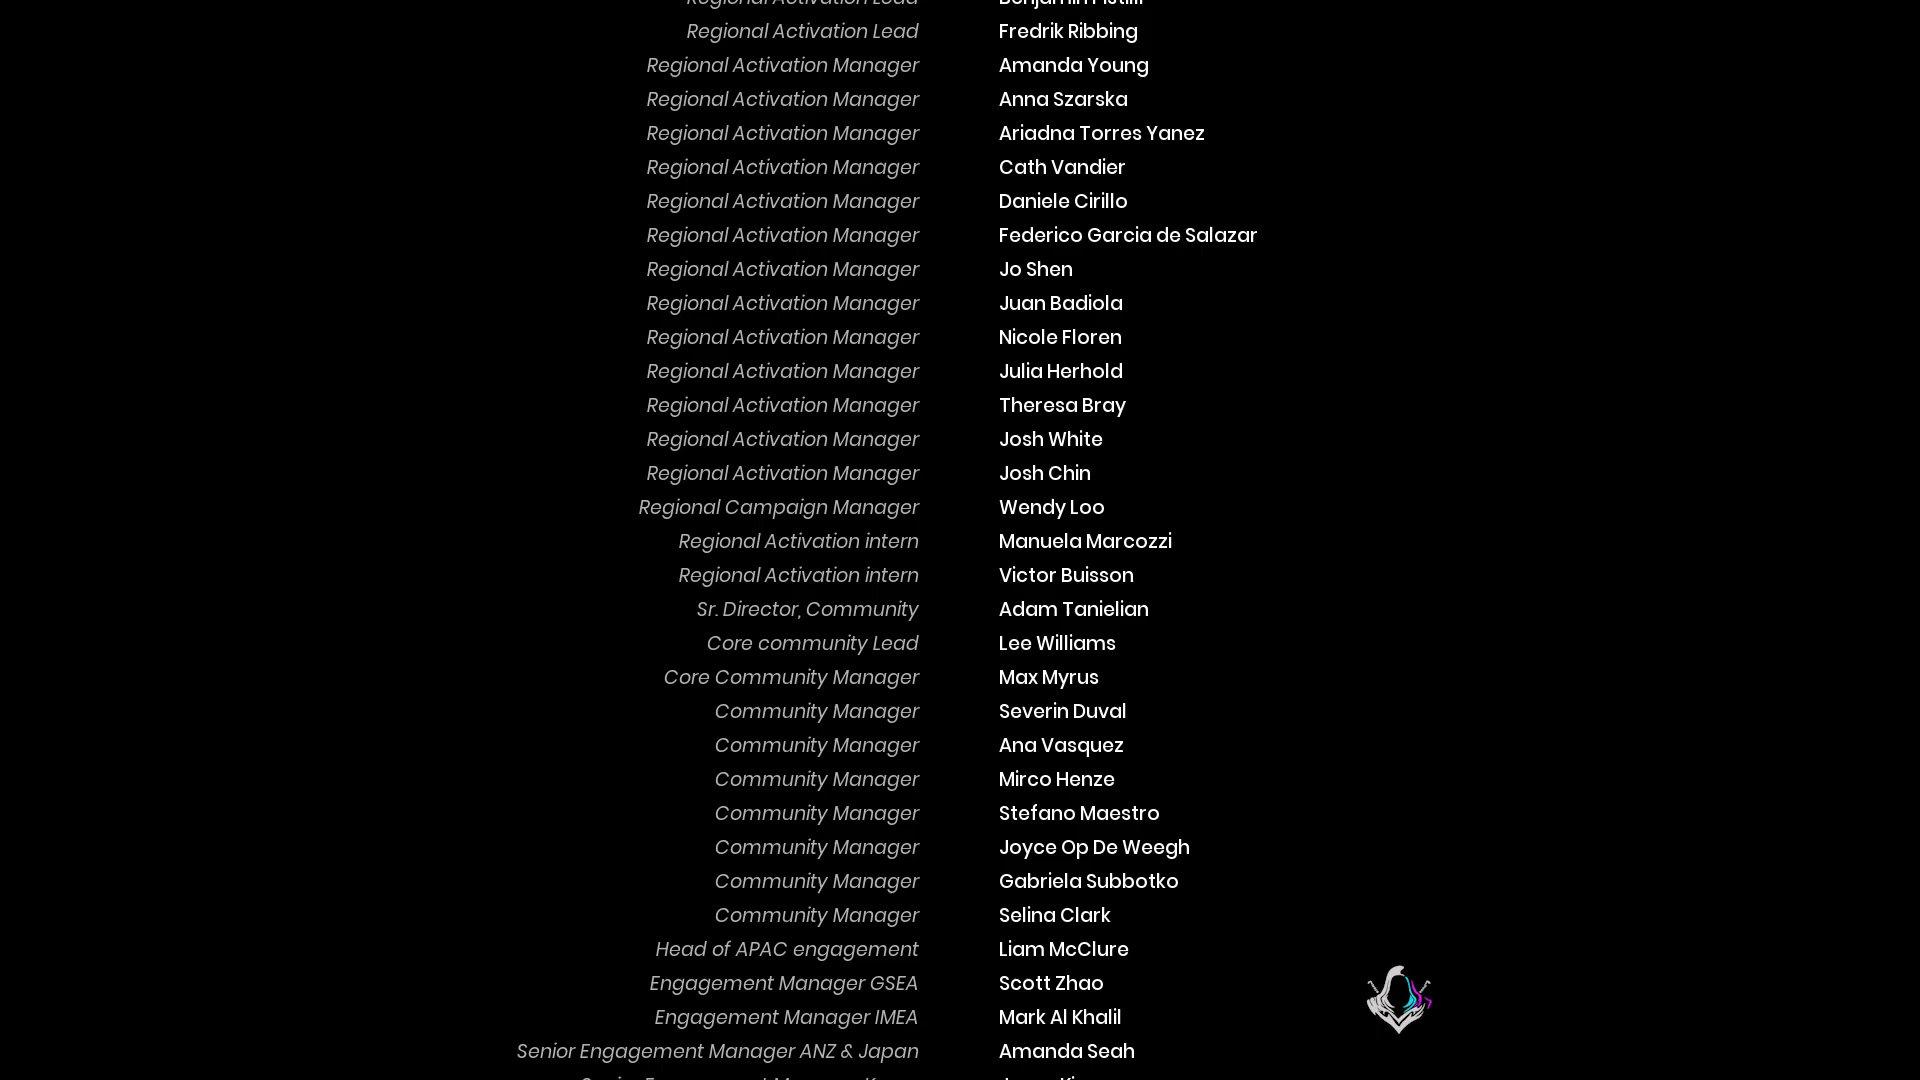 Regional Activation Lead Benjamin Pistilli
Regional Activation Lead Fredrik Ribbing
Regional Activation Manager Amanda Young
Regional Activation Manager Anna Szarska
Regional Activation Manager Ariadna Torres Yanez
Regional Activation Manager Cath Vandier
Regional Activation Manager Daniele Cirillo
Regional Activation Manager Federico Garcia de Salazar
Regional Activation Manager Jo Shen
Regional Activation Manager Juan Badiola
Regional Activation Manager Nicole Floren
Regional Activation Manager Julia Herhold
Regional Activation Manager Theresa Bray
Regional Activation Manager Josh White
Regional Activation Manager Josh Chin
Regional Campaign Manager Wendy Loo
Regional Activation intern Manuela Marcozzi
Regional Activation intern Victor Buisson
Sr. Director, Community Adam Tanielian
Core community Lead Lee Williams
Core Community Manager Max Myrus
Community Manager Severin Duval
Community Manager Ana Vasquez
Community Manager Mirco Henze
Community Manager Stefano Maestro
Community Manager Joyce Op De Weegh
Community Manager Gabriela Subbotko
Community Manager Selina Clark
Head of APAC engagement Liam McClure
Engagement Manager GSEA Scott Zhao
Engagement Manager IMEA Mark Al Khalil
Senior Engagement Manager ANZ & Japan Amanda Seah